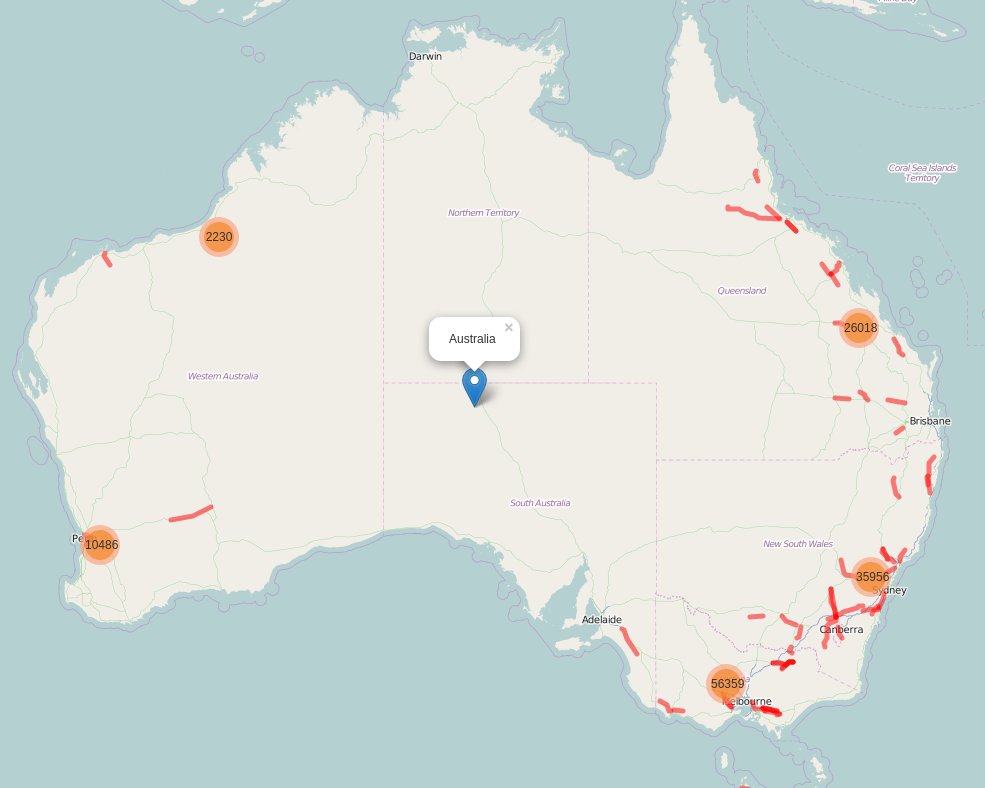 Darwin
Coral Sea Islands
Territory
Northern Territory
2230
Queensland
26018
Australia
×
Western Australia
Brisbane
South Australia
10486
New South Wales
35956
Sydney
Adelaide
Canberra
56359
Melbourne